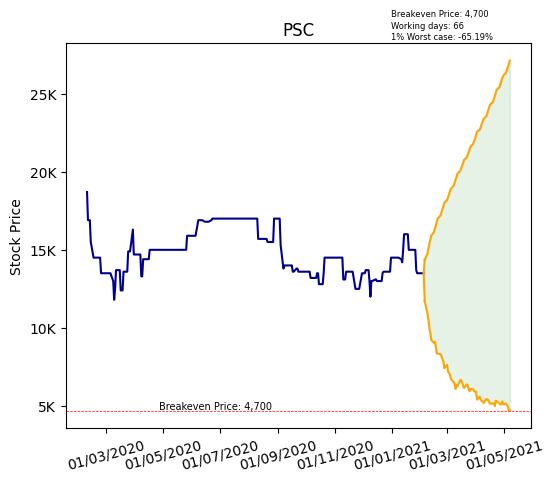 Breakeven Price: 4,700
Working days: 66
1% Worst case: -65.19%
PSC
Stock Price
25K
20K
15K
10K
5K
Breakeven Price: 4,700
01/03/2020
01/05/2020
01/07/2020
01/09/2020
01/11/2020
01/01/2021
01/03/2021
01/05/2021